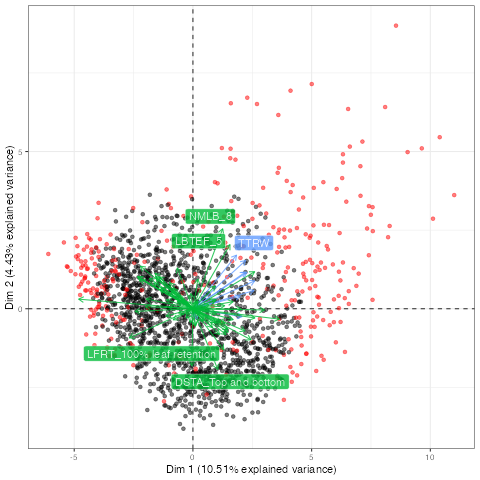 5
0
NMLB_8
LBTEF_5
TTRW
LFRT_100% leaf retention
DSTA_Top and bottom
-5
0
5
10
Dim 1 (10.51% explained variance)
Dim 2 (4.43% explained variance)